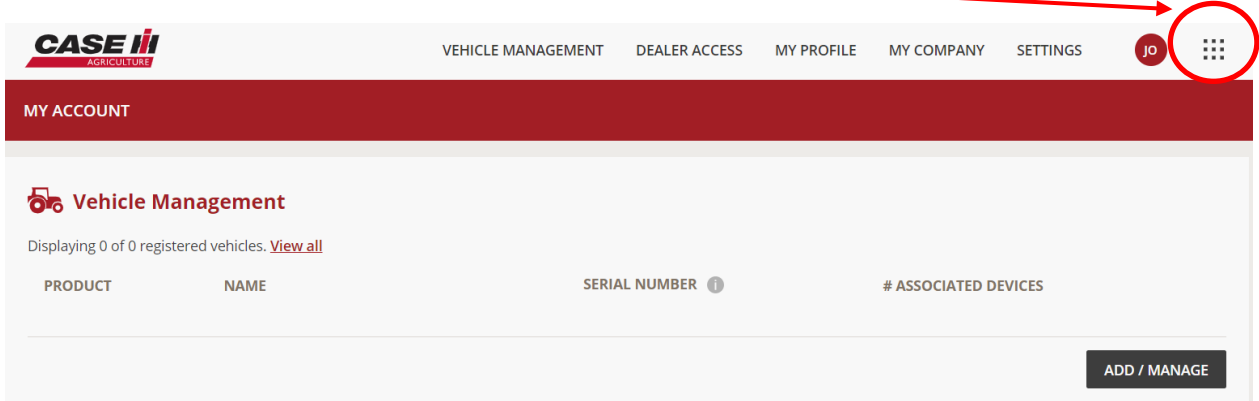 CASE IH
AGRICULTURE
VEHICLE MANAGEMENT DEALER ACCESS MY PROFILE MY COMPANY SETTINGS JO
MY ACCOUNT
Vehicle Management
Displaying 0 of 0 registered vehicles. View all
PRODUCT NAME SERIAL NUMBER i # ASSOCIATED DEVICES
ADD / MANAGE